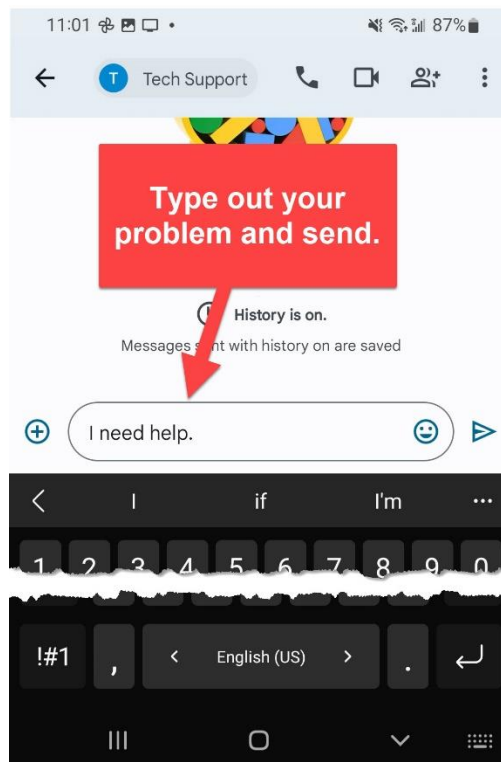 11:01 87%
T Tech Support
Type out your
problem and send.
History is on.
Messages sent with history on are saved
I need help.
I if I'm
1 2 3 4 5 6 7 8 9 0
!#1 , English (US) .